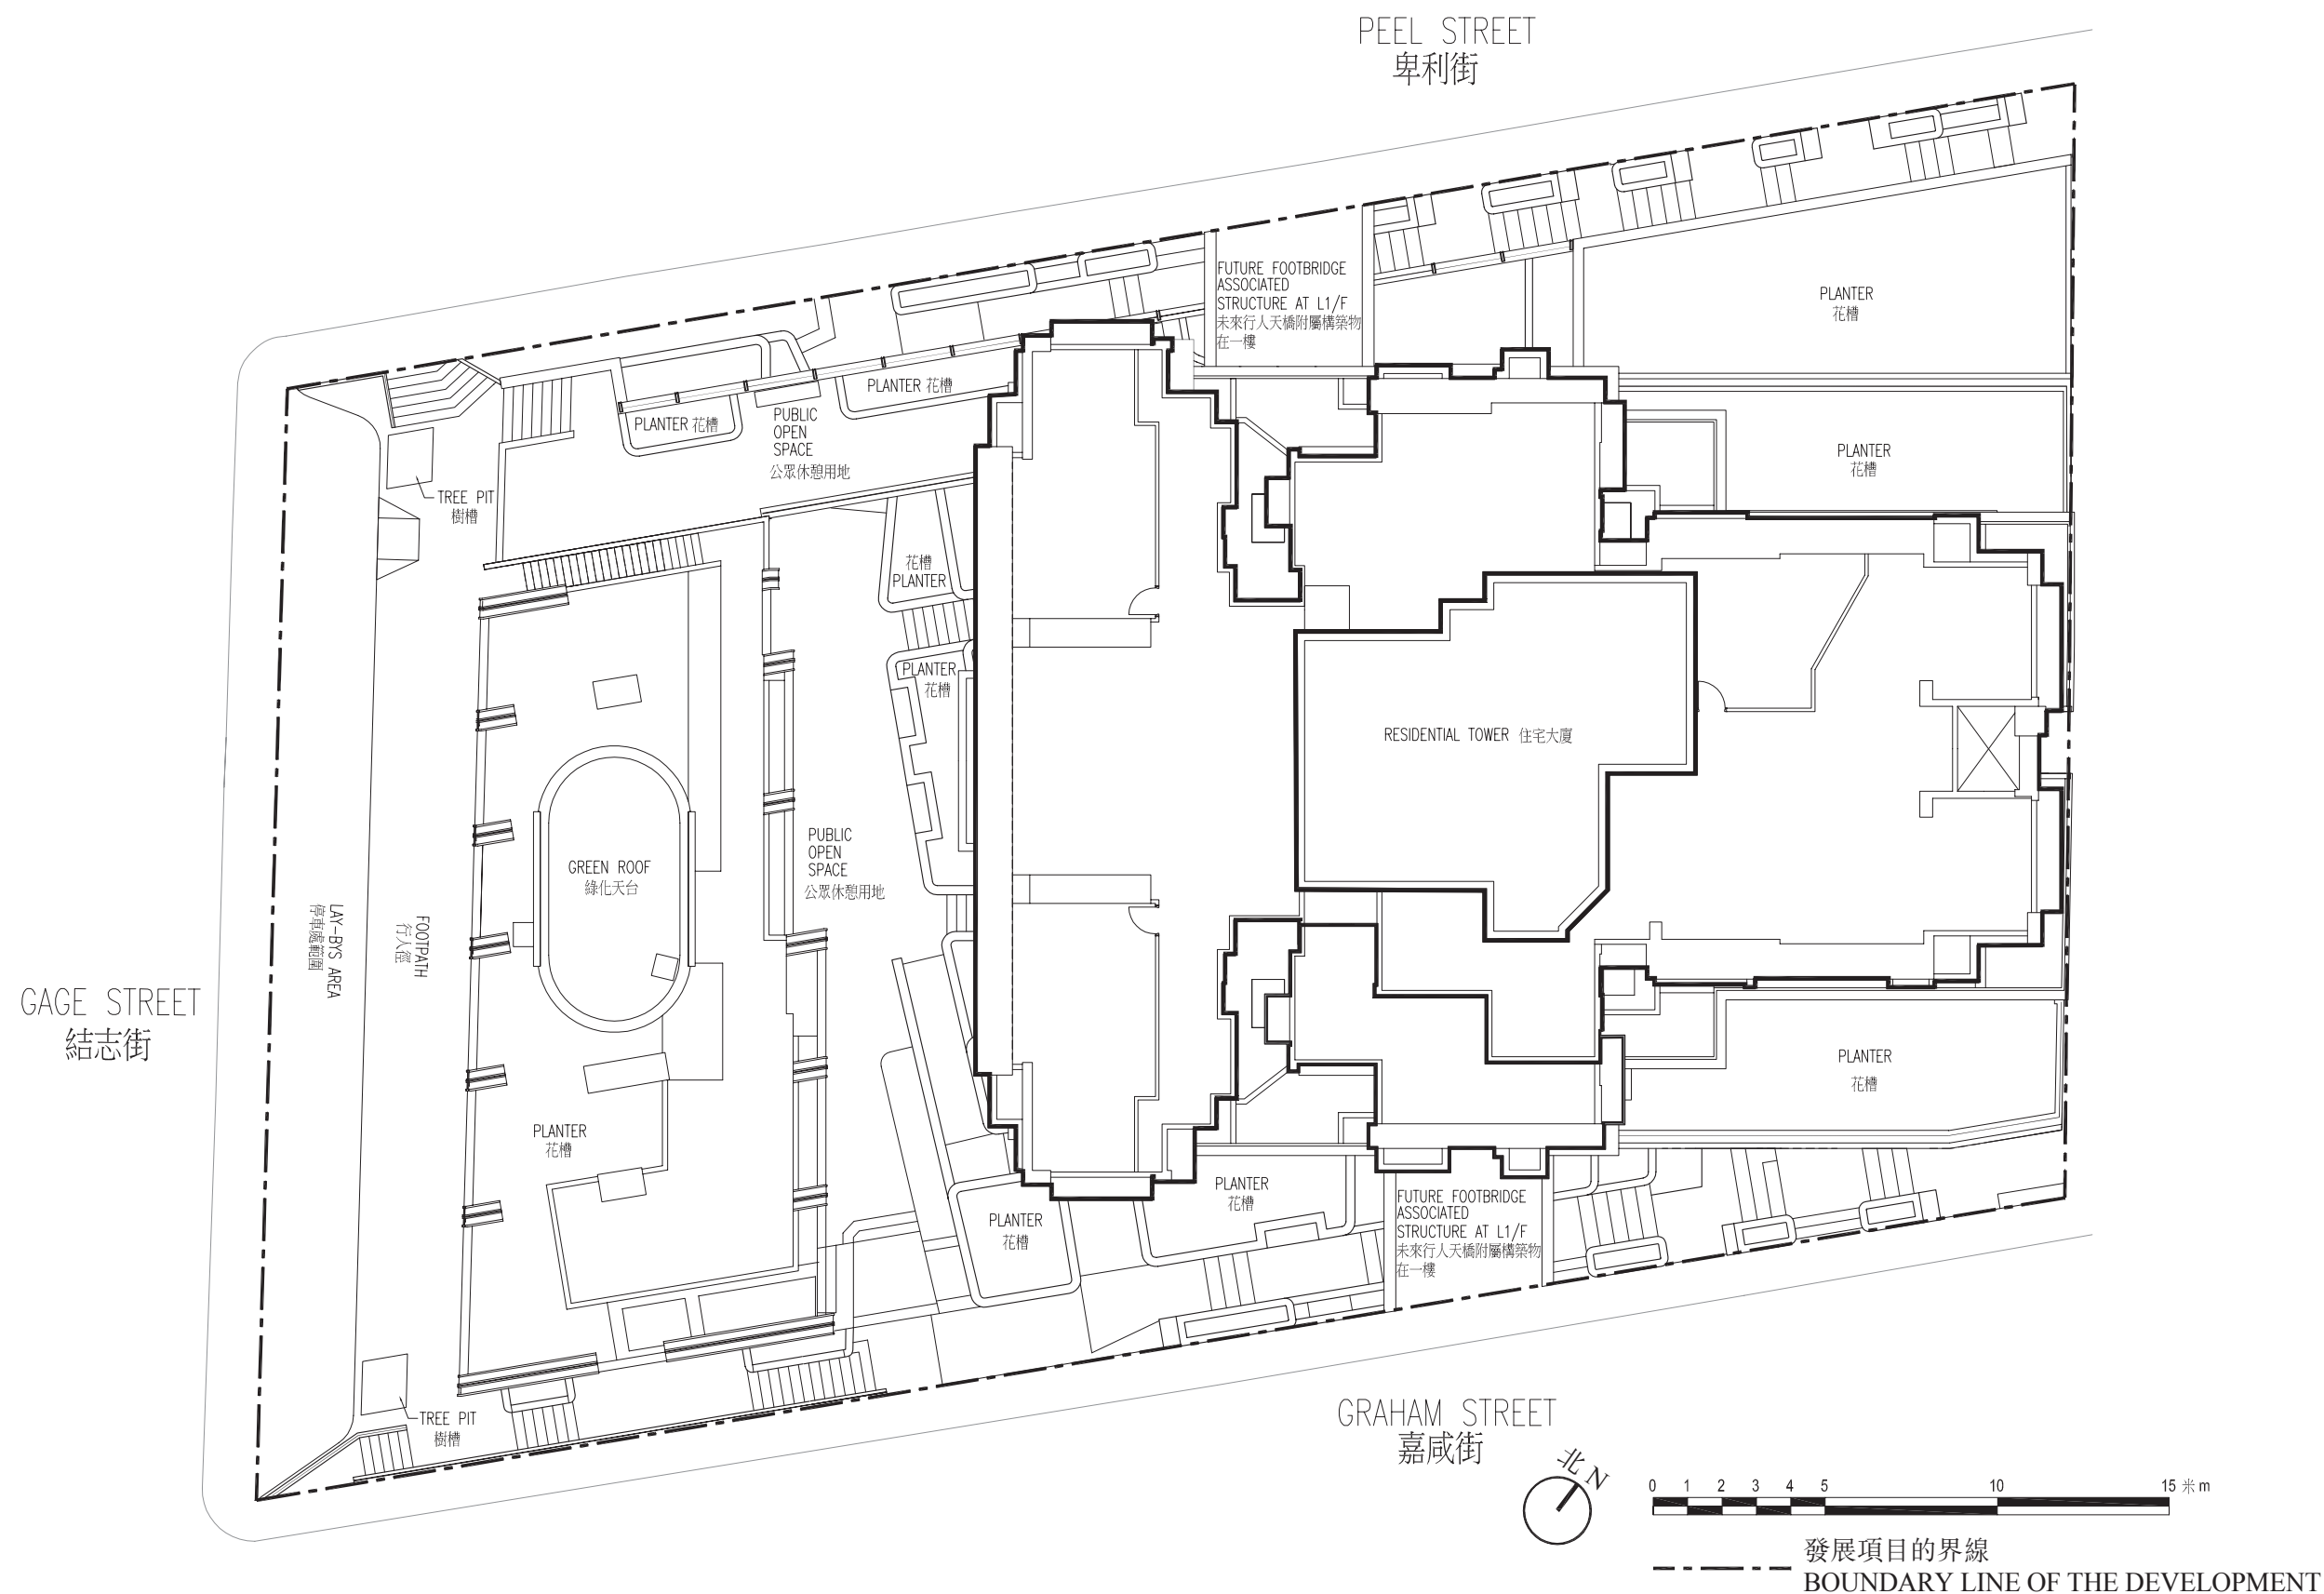 PEEL STREET
卑利街
FUTURE FOOTBRIDGE
ASSOCIATED
STRUCTURE AT L1/F
未來行人天橋附屬構築物
在一樓
PLANTER
花槽
PLANTER 花槽
PLANTER 花槽
PUBLIC
OPEN
SPACE
公眾休憩用地
PLANTER
花槽
TREE PIT
樹槽
花槽
PLANTER
PLANTER
花槽
RESIDENTIAL TOWER 住宅大廈
PUBLIC
OPEN
SPACE
公眾休憩用地
GREEN ROOF
綠化天台
LAY-BYS AREA
停車處範圍
FOOTPATH
行人徑
GAGE STREET
結志街
PLANTER
花槽
PLANTER
花槽
PLANTER
花槽
PLANTER
花槽
FUTURE FOOTBRIDGE
ASSOCIATED
STRUCTURE AT L1/F
未來行人天橋附屬構築物
在一樓
TREE PIT
樹槽
GRAHAM STREET
嘉咸街
北 N
0 1 2 3 4 5 10 15 米 m
發展項目的界線
BOUNDARY LINE OF THE DEVELOPMENT